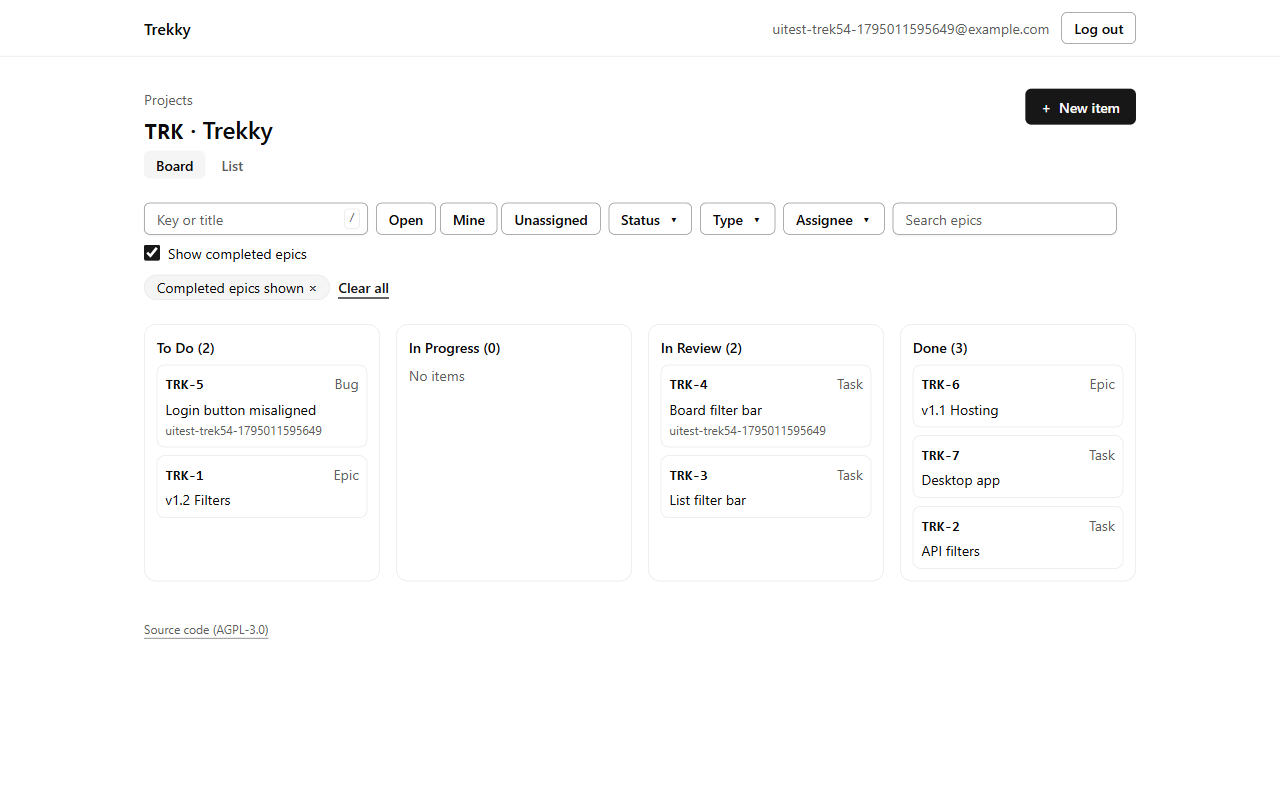 Trekky
uitest-trek54-1795011595649@example.com
Log out
Projects
TRK · Trekky
+ New item
Board
List
Key or title
/
Open
Mine
Unassigned
Status ▾
Type ▾
Assignee ▾
Search epics
Show completed epics
Completed epics shown ×
Clear all
To Do (2)
TRK-5 Bug
Login button misaligned
uitest-trek54-1795011595649
TRK-1 Epic
v1.2 Filters
In Progress (0)
No items
In Review (2)
TRK-4 Task
Board filter bar
uitest-trek54-1795011595649
TRK-3 Task
List filter bar
Done (3)
TRK-6 Epic
v1.1 Hosting
TRK-7 Task
Desktop app
TRK-2 Task
API filters
Source code (AGPL-3.0)